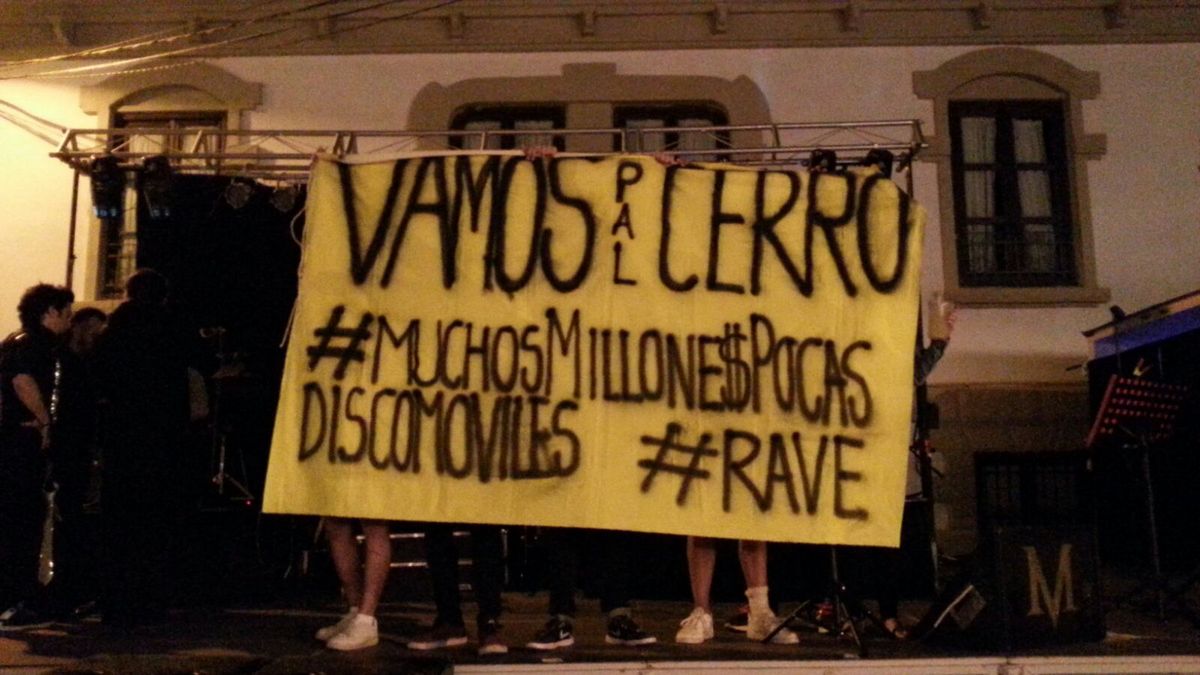 VAMOS PAL CERRO
#MUCHOSMILLONE$POCAS
DISCOMOVILES #RAVE
M